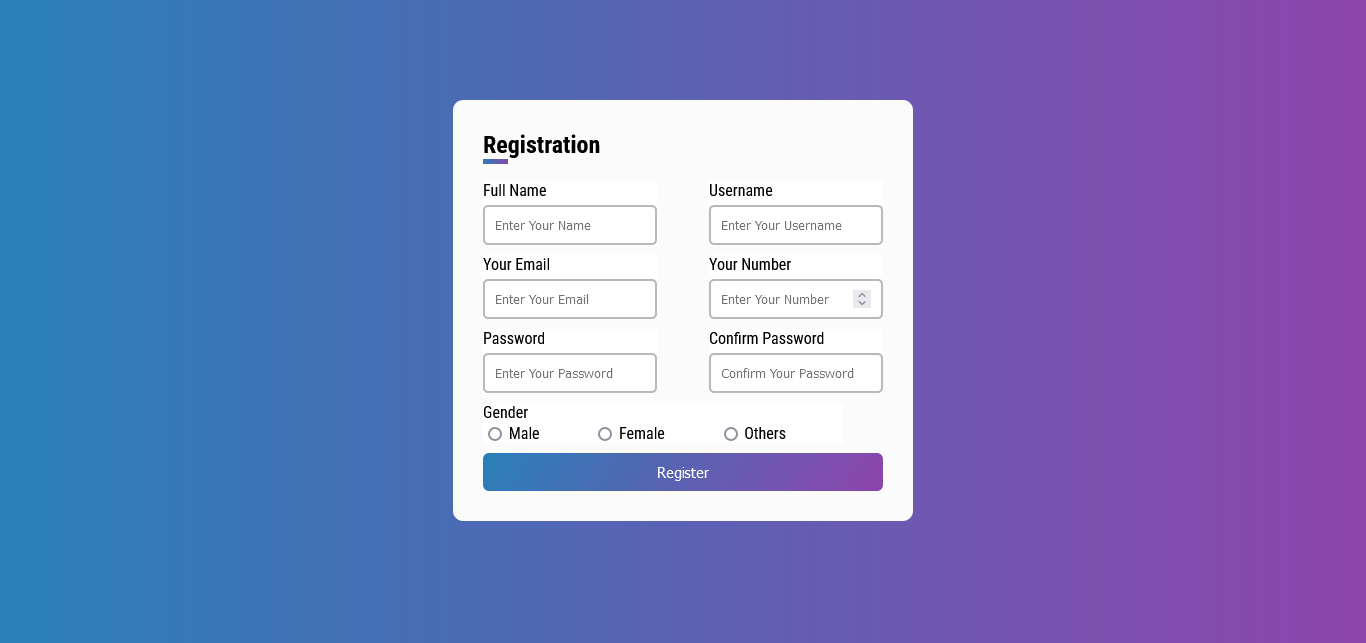 Registration
Full Name Username
Enter Your Name Enter Your Username
Your Email Your Number
Enter Your Email Enter Your Number
Password Confirm Password
Enter Your Password Confirm Your Password
Gender
Male Female Others
Register